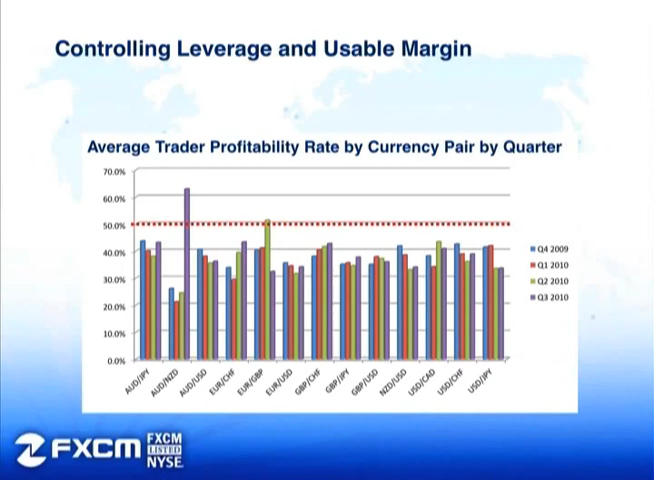 Controlling Leverage and Usable Margin
Average Trader Profitability Rate by Currency Pair by Quarter
70.0%
60.0%
50.0%
40.0%
30.0%
20.0%
10.0%
0.0%
AUD/JPY
AUD/NZD
AUD/USD
EUR/CHF
EUR/GBP
EUR/USD
GBP/CHF
GBP/JPY
GBP/USD
NZD/USD
USD/CAD
USD/CHF
USD/JPY
Q4 2009
Q1 2010
Q2 2010
Q3 2010
FXCM
FXCM
LISTED
NYSE